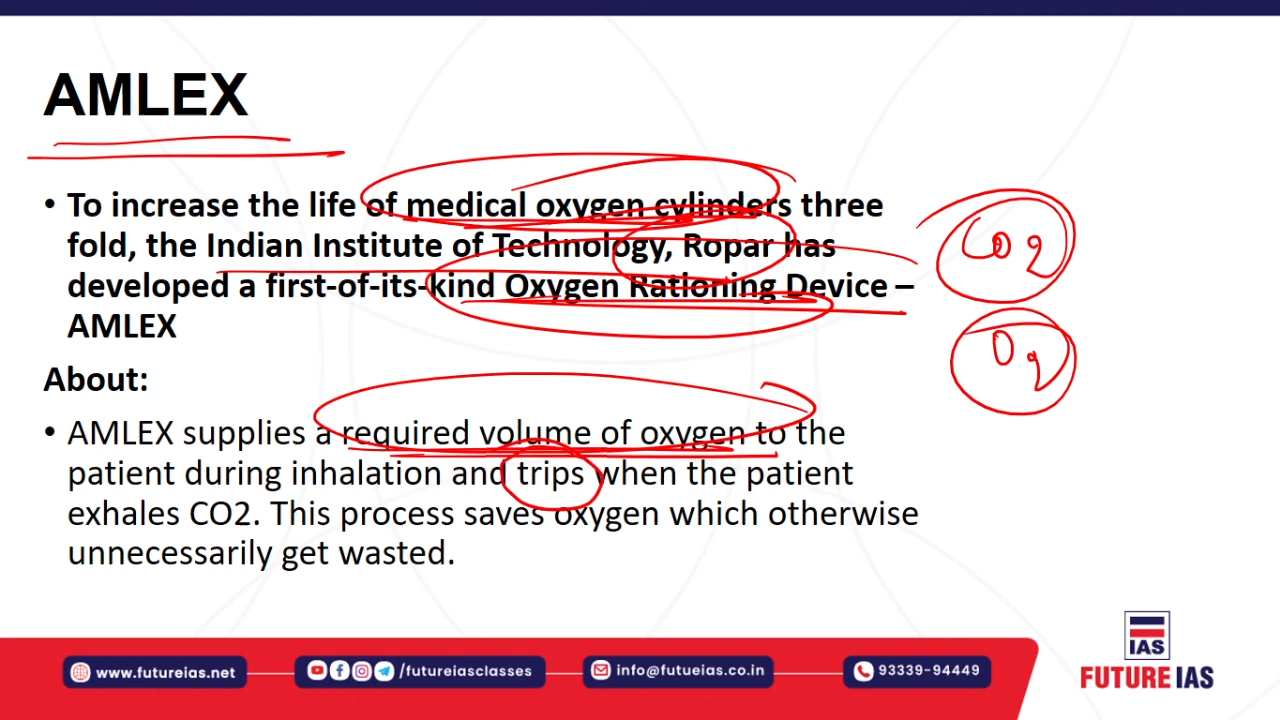 AMLEX
• To increase the life of medical oxygen cylinders three
fold, the Indian Institute of Technology, Ropar has
developed a first-of-its-kind Oxygen Rationing Device –
AMLEX
CO2
O2
About:
• AMLEX supplies a required volume of oxygen to the
patient during inhalation and trips when the patient
exhales CO2. This process saves oxygen which otherwise
unnecessarily get wasted.
IAS
FUTURE IAS
www.futureias.net
/futureiasclasses
info@futueias.co.in
93339-94449